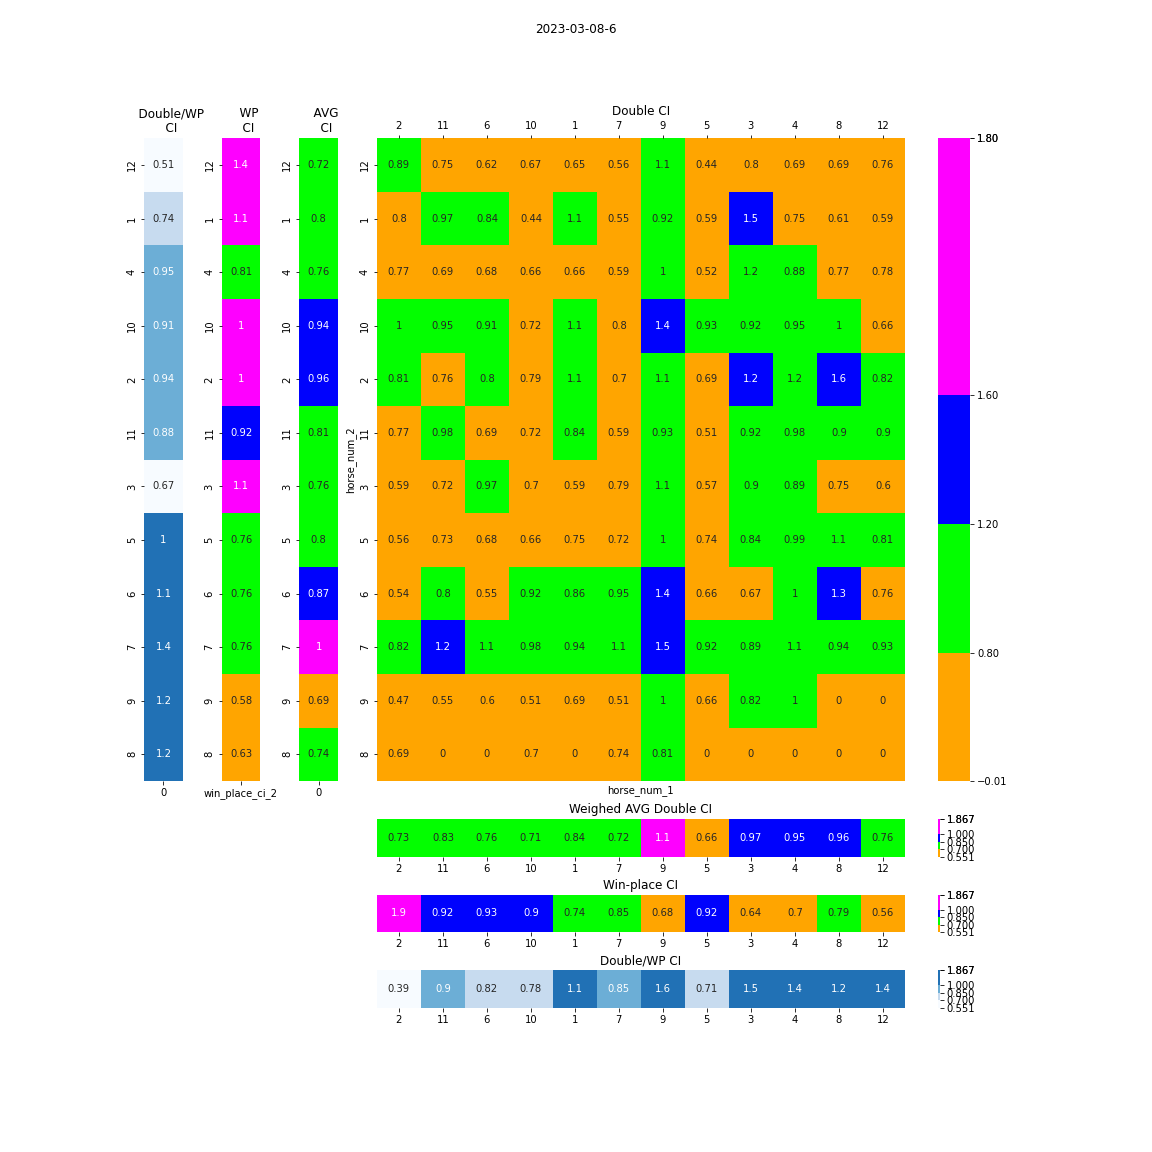 2023-03-08-6
Double/WP CI
WP CI
AVG CI
Double CI
2 11 6 10 1 7 9 5 3 4 8 12
12 0.51 12 1.4 12 0.72 12 0.89 0.75 0.62 0.67 0.65 0.56 1.1 0.44 0.8 0.69 0.69 0.76
1 0.74 1 1.1 1 0.8 1 0.8 0.97 0.84 0.44 1.1 0.55 0.92 0.59 1.5 0.75 0.61 0.59
4 0.95 4 0.81 4 0.76 4 0.77 0.69 0.68 0.66 0.66 0.59 1 0.52 1.2 0.88 0.77 0.78
10 0.91 10 1 10 0.94 10 1 0.95 0.91 0.72 1.1 0.8 1.4 0.93 0.92 0.95 1 0.66
2 0.94 2 1 2 0.96 2 0.81 0.76 0.8 0.79 1.1 0.7 1.1 0.69 1.2 1.2 1.6 0.82
11 0.88 11 0.92 11 0.81 11 0.77 0.98 0.69 0.72 0.84 0.59 0.93 0.51 0.92 0.98 0.9 0.9
3 0.67 3 1.1 3 0.76 3 0.59 0.72 0.97 0.7 0.59 0.79 1.1 0.57 0.9 0.89 0.75 0.6
5 1 5 0.76 5 0.8 5 0.56 0.73 0.68 0.66 0.75 0.72 1 0.74 0.84 0.99 1.1 0.81
6 1.1 6 0.76 6 0.87 6 0.54 0.8 0.55 0.92 0.86 0.95 1.4 0.66 0.67 1 1.3 0.76
7 1.4 7 0.76 7 1 7 0.82 1.2 1.1 0.98 0.94 1.1 1.5 0.92 0.89 1.1 0.94 0.93
9 1.2 9 0.58 9 0.69 9 0.47 0.55 0.6 0.51 0.69 0.51 1 0.66 0.82 1 0 0
8 1.2 8 0.63 8 0.74 8 0.69 0 0 0.7 0 0.74 0.81 0 0 0 0 0
horse_num_2
0 win_place_ci_2 0 horse_num_1
1.80
1.60
1.20
0.80
−0.01
Weighed AVG Double CI
0.73 0.83 0.76 0.71 0.84 0.72 1.1 0.66 0.97 0.95 0.96 0.76
2 11 6 10 1 7 9 5 3 4 8 12
1.867
1.000
0.850
0.700
0.551
Win-place CI
1.9 0.92 0.93 0.9 0.74 0.85 0.68 0.92 0.64 0.7 0.79 0.56
2 11 6 10 1 7 9 5 3 4 8 12
1.867
1.000
0.850
0.700
0.551
Double/WP CI
0.39 0.9 0.82 0.78 1.1 0.85 1.6 0.71 1.5 1.4 1.2 1.4
2 11 6 10 1 7 9 5 3 4 8 12
1.867
1.000
0.850
0.700
0.551